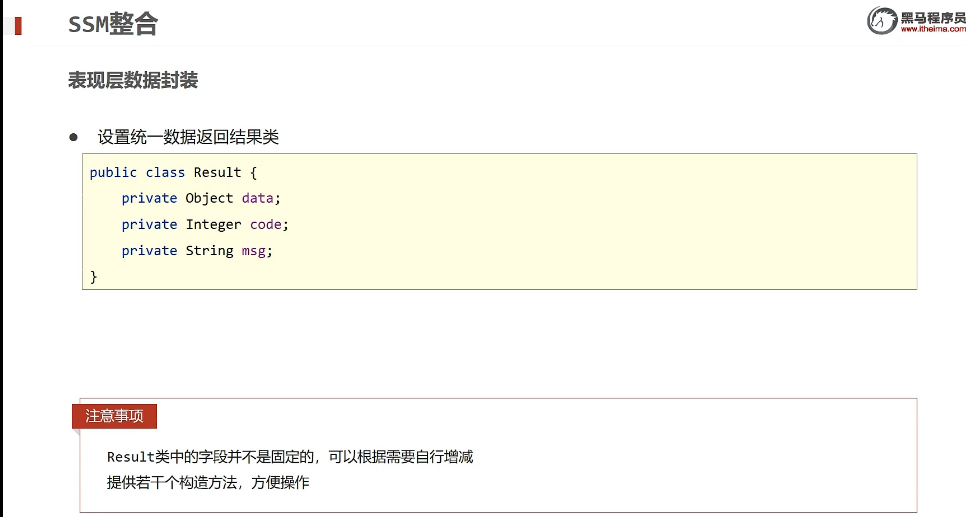 SSM整合
黑马程序员
www.itheima.com
表现层数据封装
● 设置统一数据返回结果类
public class Result {
    private Object data;
    private Integer code;
    private String msg;
}
注意事项
Result类中的字段并不是固定的，可以根据需要自行增减
提供若干个构造方法，方便操作